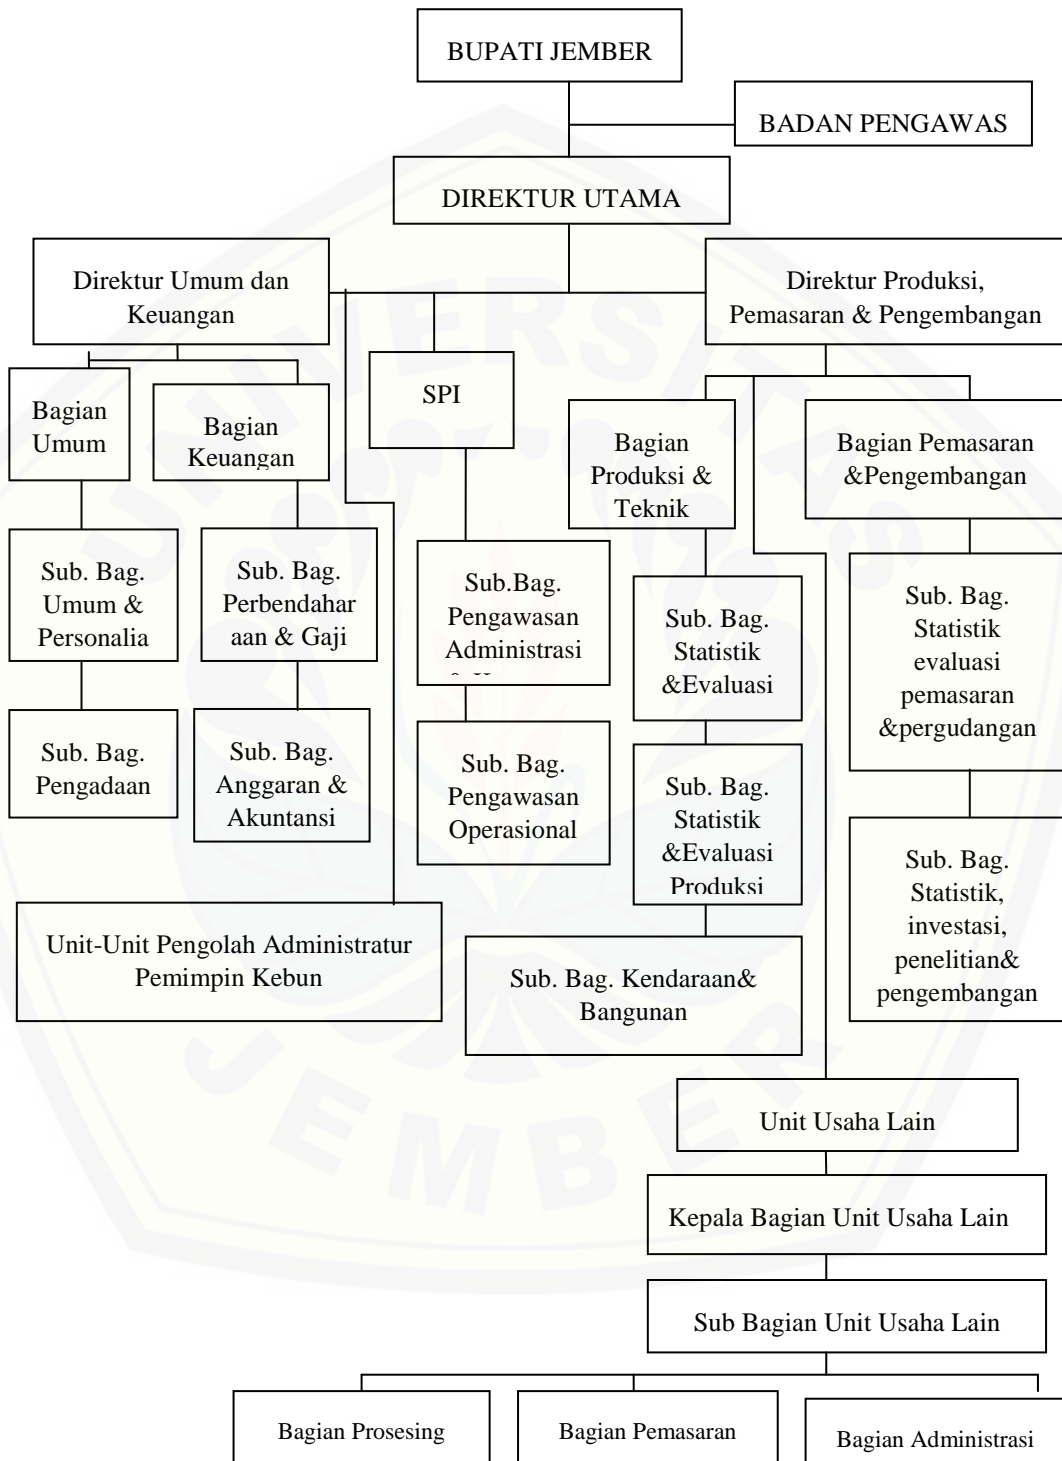 BUPATI JEMBER
BADAN PENGAWAS
DIREKTUR UTAMA
Direktur Umum dan
Keuangan
Direktur Produksi,
Pemasaran & Pengembangan
SPI
Bagian
Umum
Bagian
Keuangan
Bagian
Produksi &
Teknik
Bagian Pemasaran
&Pengembangan
Sub. Bag.
Umum &
Personalia
Sub. Bag.
Perbendahar
aan & Gaji
Sub.Bag.
Pengawasan
Administrasi
Sub. Bag.
Statistik
&Evaluasi
Sub. Bag.
Statistik
evaluasi
pemasaran
&pergudangan
Sub. Bag.
Pengadaan
Sub. Bag.
Anggaran &
Akuntansi
Sub. Bag.
Pengawasan
Operasional
Sub. Bag.
Statistik
&Evaluasi
Produksi
Sub. Bag.
Statistik,
investasi,
penelitian&
pengembangan
Unit-Unit Pengolah Administratur
Pemimpin Kebun
Sub. Bag. Kendaraan&
Bangunan
Unit Usaha Lain
Kepala Bagian Unit Usaha Lain
Sub Bagian Unit Usaha Lain
Bagian Prosesing
Bagian Pemasaran
Bagian Administrasi
UNIVERSITAS
JEMBER